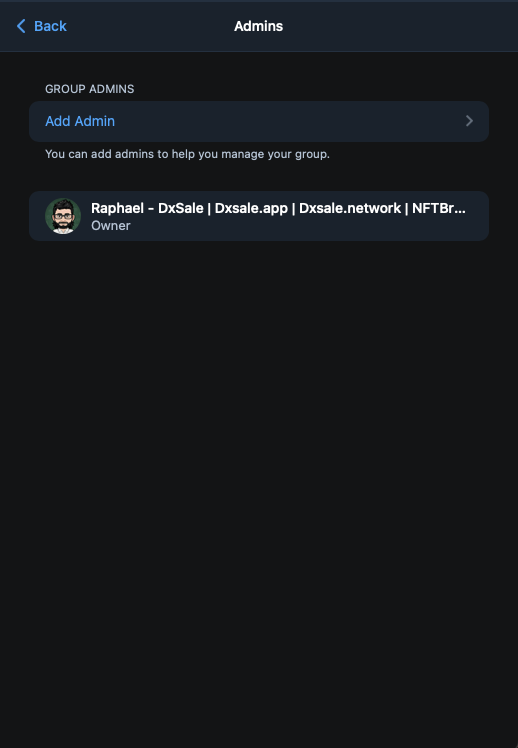 Back
Admins
GROUP ADMINS
Add Admin
You can add admins to help you manage your group.
Raphael - DxSale | Dxsale.app | Dxsale.network | NFTBr...
Owner